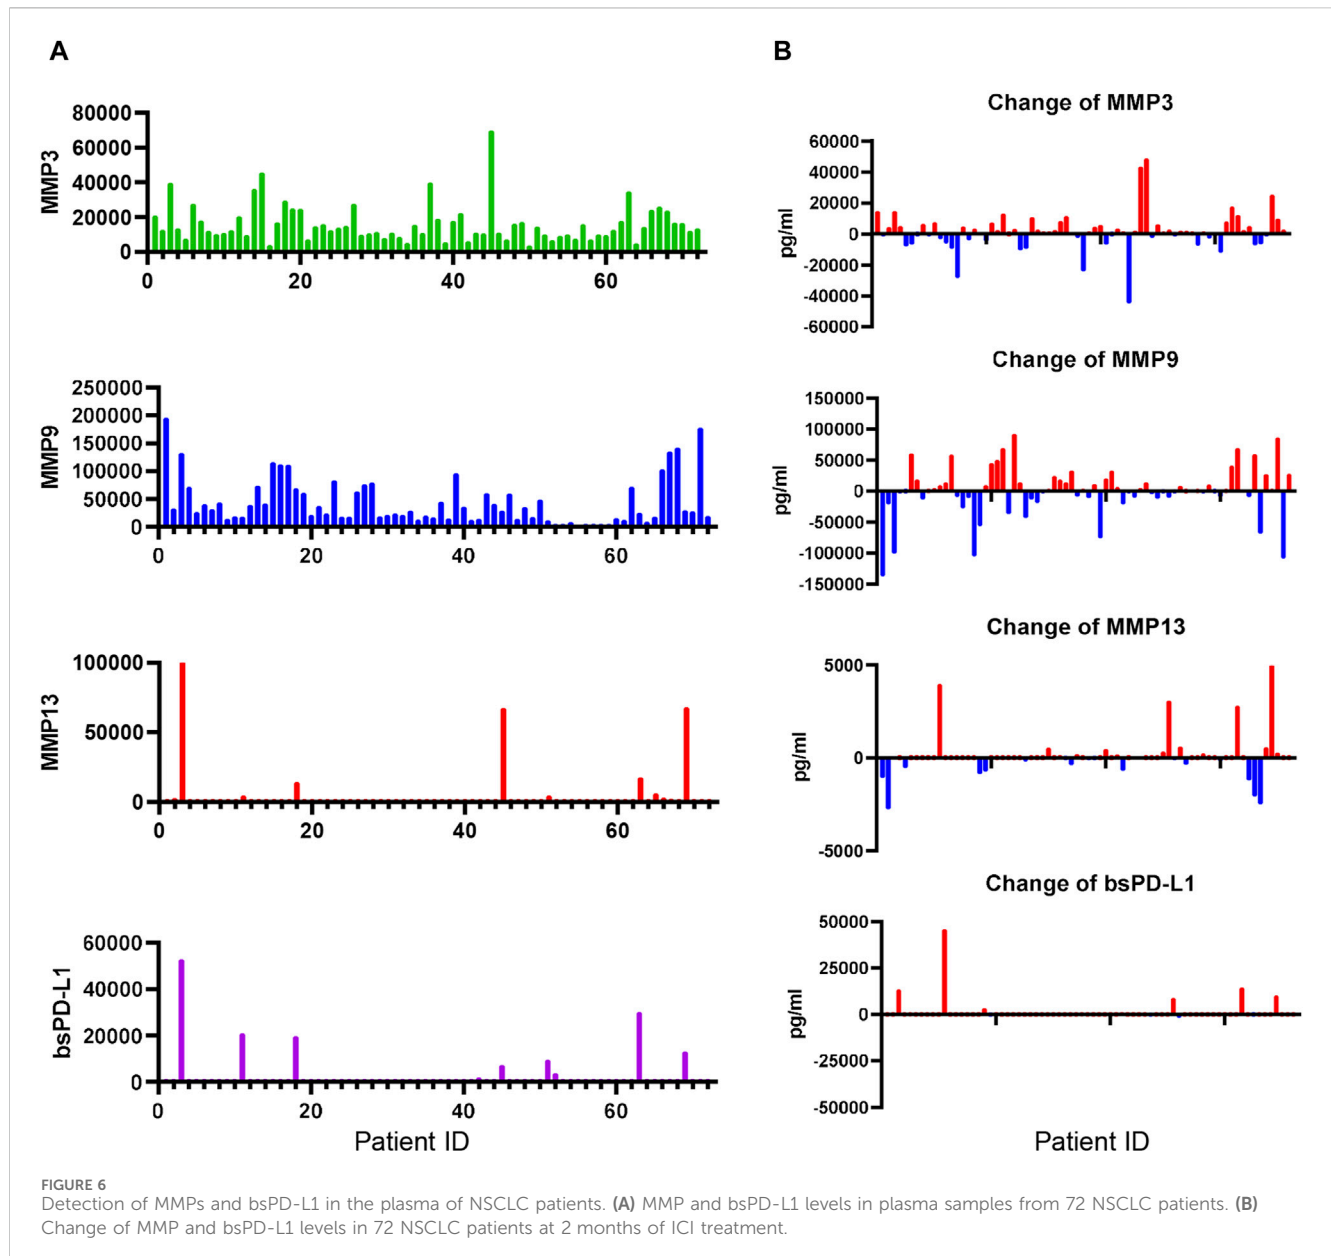 A
B
80000
60000
40000
20000
0
MMP3
0
20
40
60
250000
200000
150000
100000
50000
0
MMP9
0
20
40
60
100000
50000
0
MMP13
0
20
40
60
60000
40000
20000
0
bsPD-L1
0
20
40
60
Patient ID
Change of MMP3
60000
40000
20000
0
-20000
-40000
-60000
pg/ml
Change of MMP9
150000
100000
50000
0
-50000
-100000
-150000
pg/ml
Change of MMP13
5000
0
-5000
pg/ml
Change of bsPD-L1
50000
25000
0
-25000
-50000
pg/ml
Patient ID
FIGURE 6
Detection of MMPs and bsPD-L1 in the plasma of NSCLC patients. (A) MMP and bsPD-L1 levels in plasma samples from 72 NSCLC patients. (B)
Change of MMP and bsPD-L1 levels in 72 NSCLC patients at 2 months of ICI treatment.